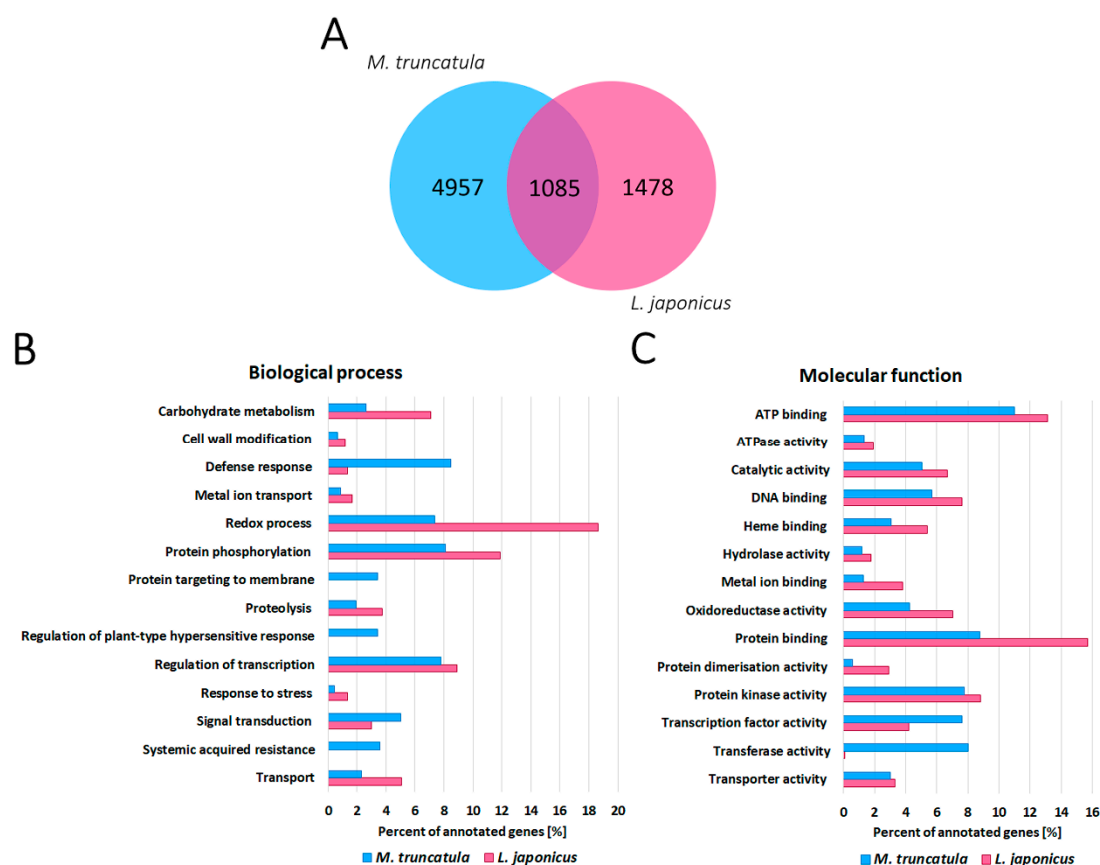 A
M. truncatula
4957
1085
1478
L. japonicus
B
Biological process
Carbohydrate metabolism
Cell wall modification
Defense response
Metal ion transport
Redox process
Protein phosphorylation
Protein targeting to membrane
Proteolysis
Regulation of plant-type hypersensitive response
Regulation of transcription
Response to stress
Signal transduction
Systemic acquired resistance
Transport
0 2 4 6 8 10 12 14 16 18 20
Percent of annotated genes [%]
M. truncatula L. japonicus
C
Molecular function
ATP binding
ATPase activity
Catalytic activity
DNA binding
Heme binding
Hydrolase activity
Metal ion binding
Oxidoreductase activity
Protein binding
Protein dimerisation activity
Protein kinase activity
Transcription factor activity
Transferase activity
Transporter activity
0 2 4 6 8 10 12 14 16
Percent of annotated genes [%]
M. truncatula L. japonicus